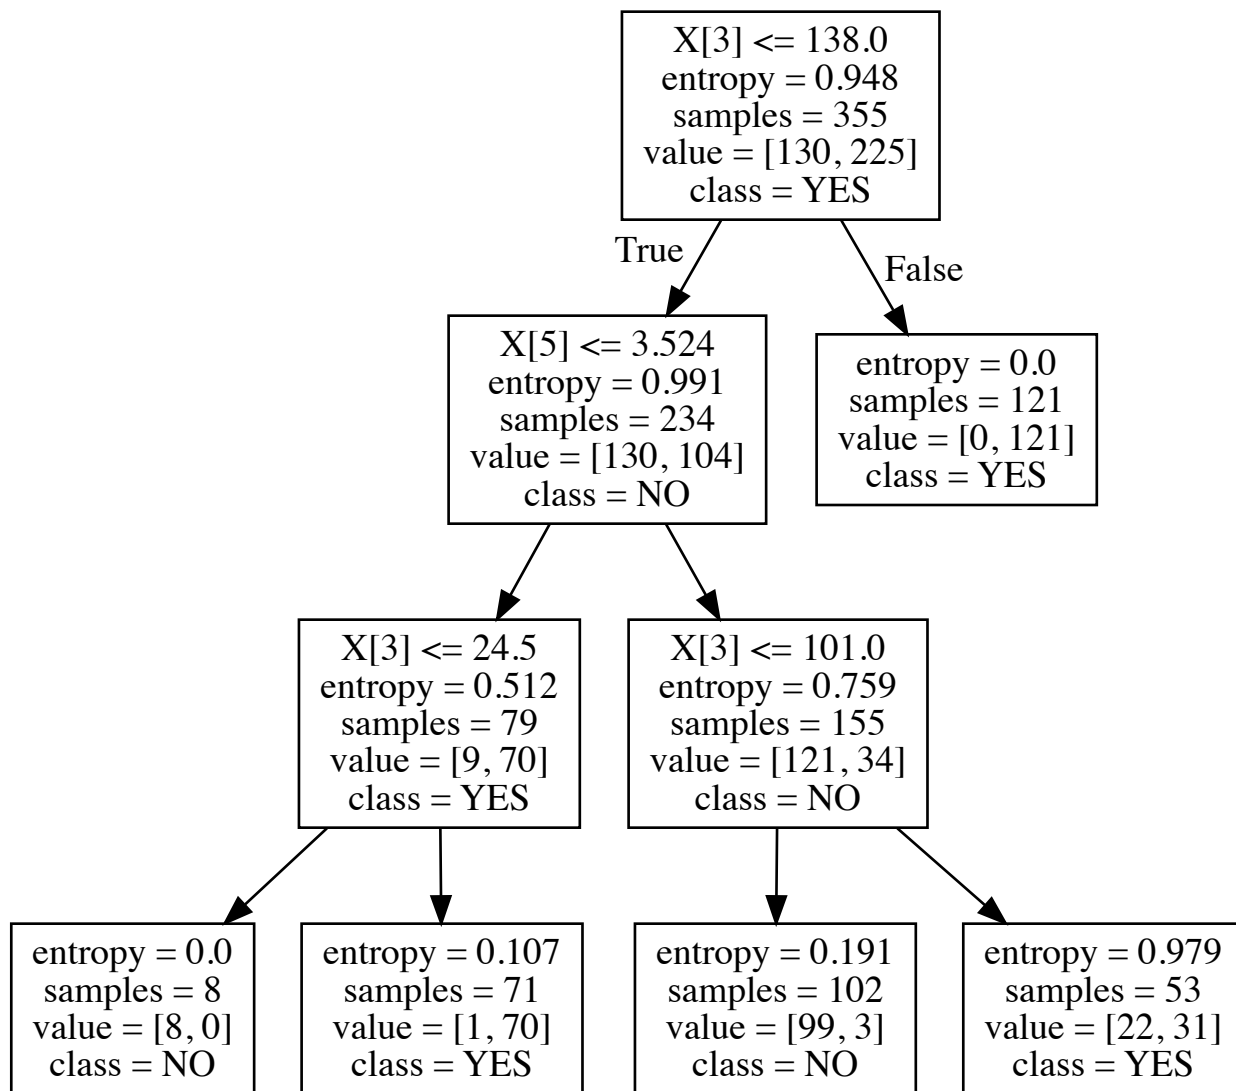 X[3] <= 138.0
entropy = 0.948
samples = 355
value = [130, 225]
class = YES
True
False
X[5] <= 3.524
entropy = 0.991
samples = 234
value = [130, 104]
class = NO
entropy = 0.0
samples = 121
value = [0, 121]
class = YES
X[3] <= 24.5
entropy = 0.512
samples = 79
value = [9, 70]
class = YES
X[3] <= 101.0
entropy = 0.759
samples = 155
value = [121, 34]
class = NO
entropy = 0.0
samples = 8
value = [8, 0]
class = NO
entropy = 0.107
samples = 71
value = [1, 70]
class = YES
entropy = 0.191
samples = 102
value = [99, 3]
class = NO
entropy = 0.979
samples = 53
value = [22, 31]
class = YES